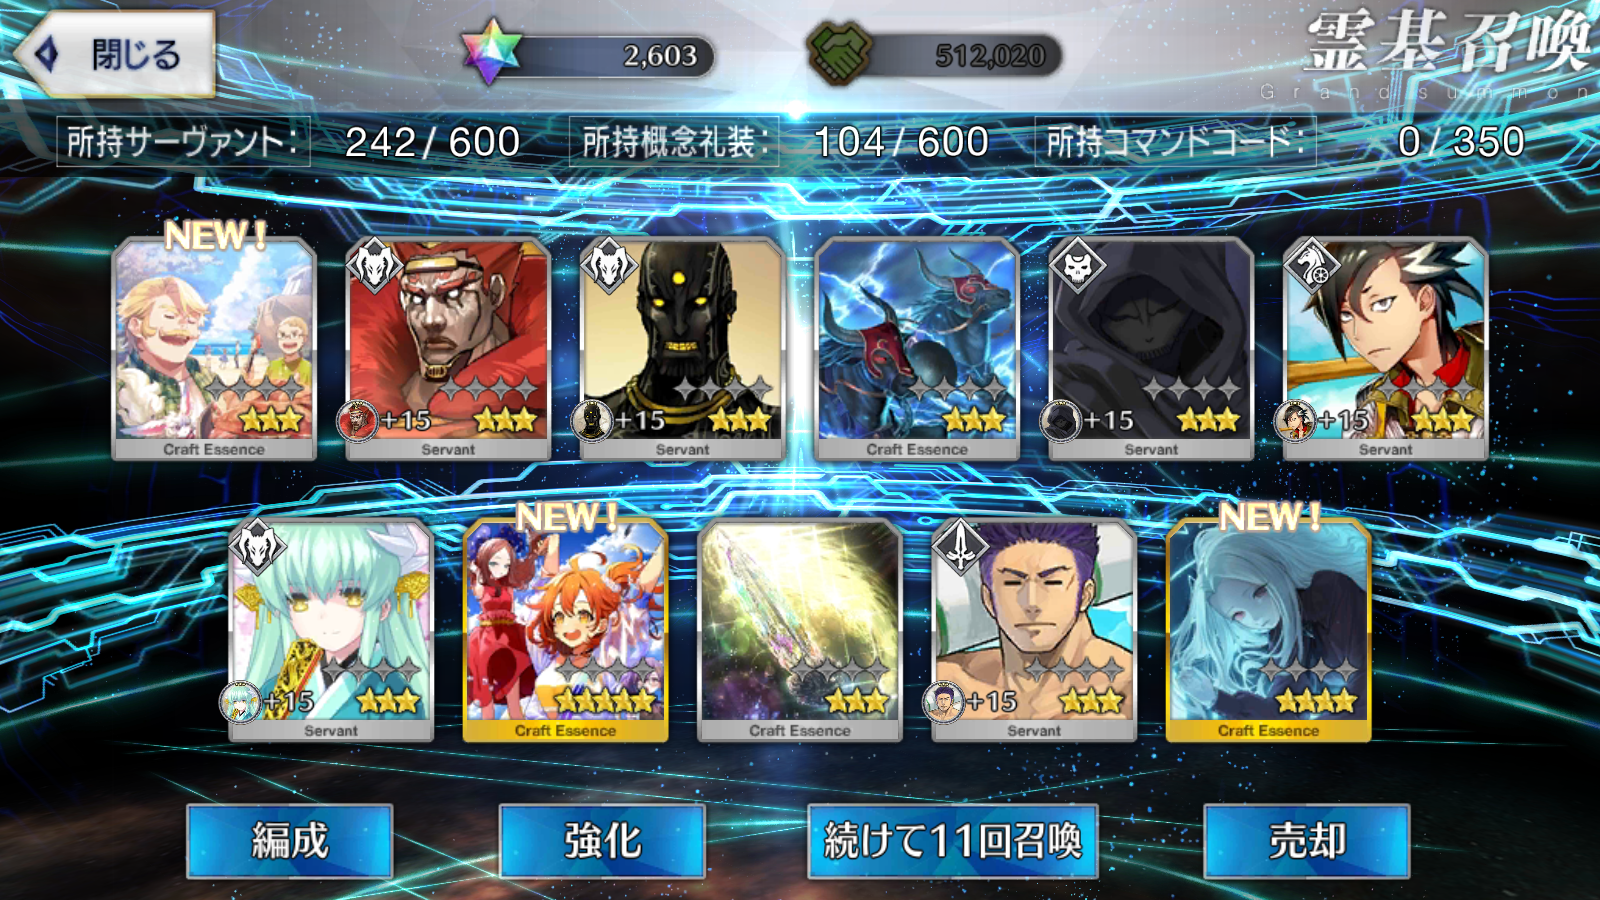 閉じる
2,603
512,020
霊基召喚
Grand summon
所持サーヴァント: 242 / 600
所持概念礼装: 104 / 600
所持コマンドコード: 0 / 350
NEW!
+15
+15
+15
+15
Craft Essence
Servant
Servant
Craft Essence
Servant
Servant
NEW!
NEW!
+15
+15
Servant
Craft Essence
Craft Essence
Servant
Craft Essence
編成
強化
続けて11回召喚
売却